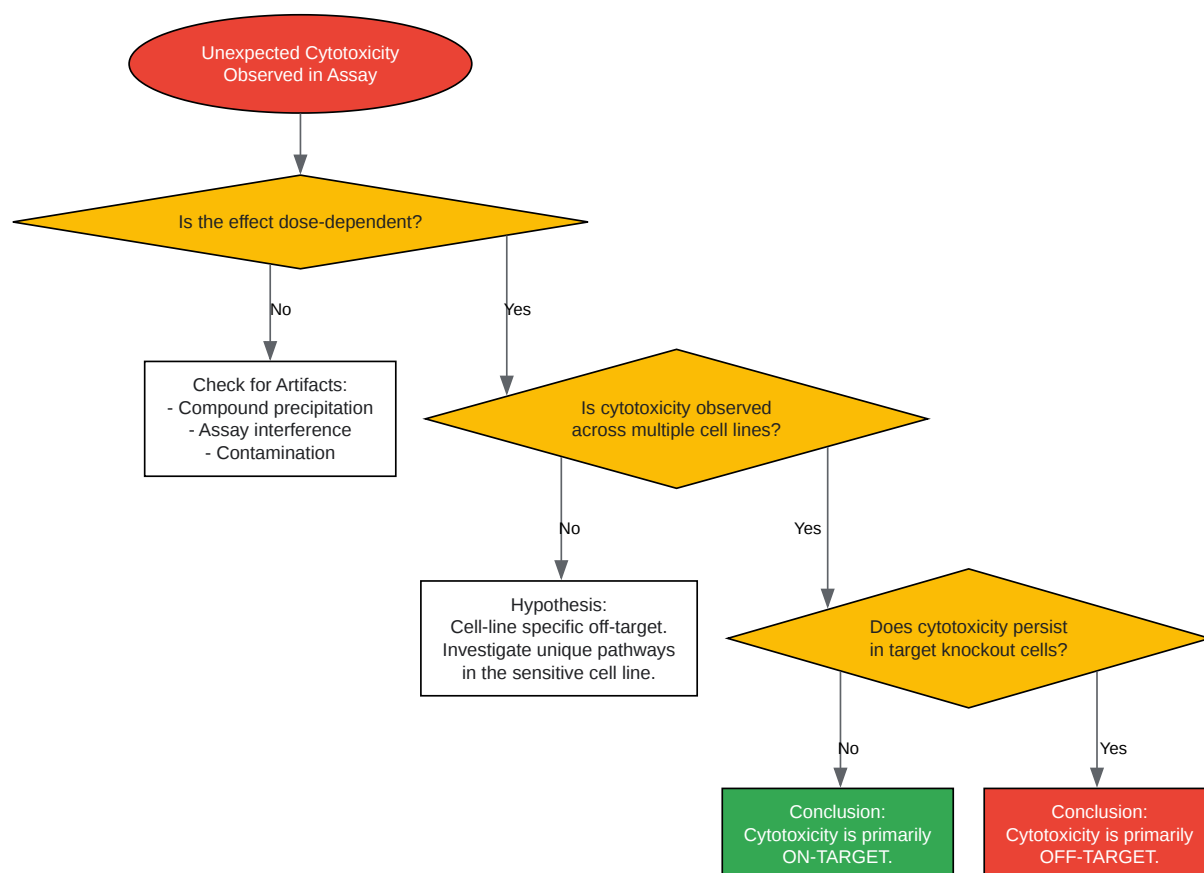 Unexpected Cytotoxicity
Observed in Assay
Is the effect dose-dependent?
No
Yes
Check for Artifacts:
- Compound precipitation
- Assay interference
- Contamination
Is cytotoxicity observed
across multiple cell lines?
No
Yes
Hypothesis:
Cell-line specific off-target.
Investigate unique pathways
in the sensitive cell line.
Does cytotoxicity persist
in target knockout cells?
No
Yes
Conclusion:
Cytotoxicity is primarily
ON-TARGET.
Conclusion:
Cytotoxicity is primarily
OFF-TARGET.